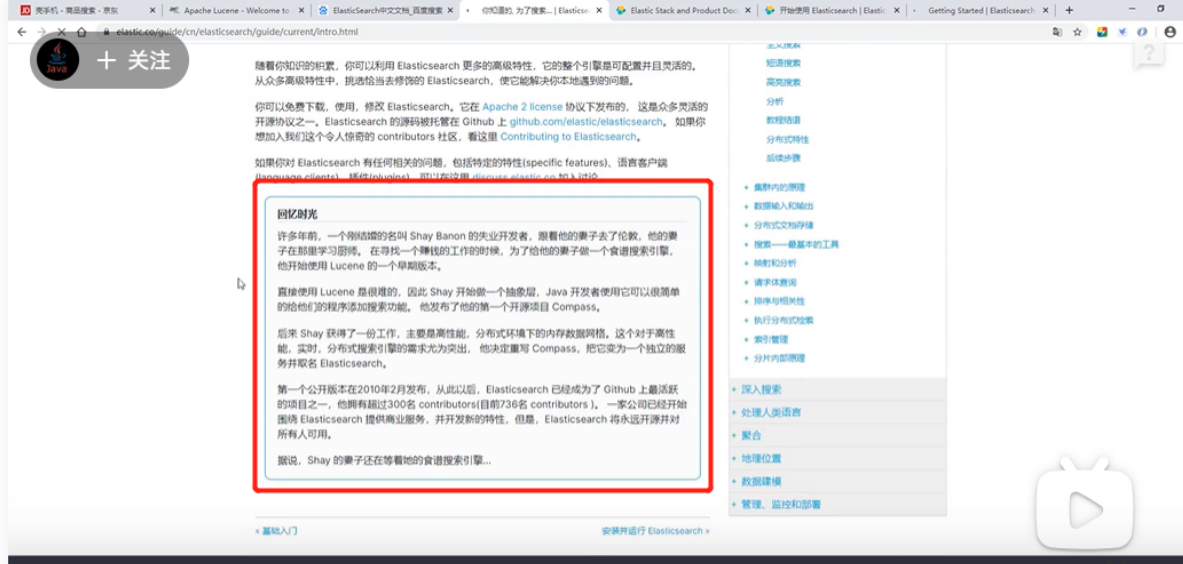 亮手机 - 商品搜索 - 京东
Apache Lucene - Welcome to
ElasticSearch中文文档_百度搜索
你知道的, 为了搜索... | Elasticse
Elastic Stack and Product Doc
开始使用 Elasticsearch | Elastic
Getting Started | Elasticsearch
elastic.co/guide/cn/elasticsearch/guide/current/intro.html
Java
+ 关注
随着你知识的积累，你可以利用 Elasticsearch 更多的高级特性，它的整个引擎是可配置并且灵活的。
从众多高级特性中，挑选恰当去修饰的 Elasticsearch，使它能解决你本地遇到的问题。
你可以免费下载，使用，修改 Elasticsearch。它在 Apache 2 license 协议下发布的， 这是众多灵活的
开源协议之一。Elasticsearch 的源码被托管在 Github 上 github.com/elastic/elasticsearch。 如果你
想加入我们这个令人惊奇的 contributors 社区，看这里 Contributing to Elasticsearch。
如果你对 Elasticsearch 有任何相关的问题，包括特定的特性(specific features)、语言客户端
(language clients)、插件(plugins)，可以在这里 discuss.elastic.co 加入讨论。
回忆时光
许多年前，一个刚结婚的名叫 Shay Banon 的失业开发者，跟着他的妻子去了伦敦，他的妻
子在那里学习厨师。 在寻找一个赚钱的工作的时候，为了给他的妻子做一个食谱搜索引擎，
他开始使用 Lucene 的一个早期版本。
直接使用 Lucene 是很难的，因此 Shay 开始做一个抽象层，Java 开发者使用它可以很简单
的给他们的程序添加搜索功能。 他发布了他的第一个开源项目 Compass。
后来 Shay 获得了一份工作，主要是高性能，分布式环境下的内存数据网格。这个对于高性
能，实时，分布式搜索引擎的需求尤为突出， 他决定重写 Compass，把它变为一个独立的服
务并取名 Elasticsearch。
第一个公开版本在2010年2月发布，从此以后，Elasticsearch 已经成为了 Github 上最活跃
的项目之一，他拥有超过300名 contributors(目前736名 contributors )。 一家公司已经开始
围绕 Elasticsearch 提供商业服务，并开发新的特性，但是，Elasticsearch 将永远开源并对
所有人可用。
据说，Shay 的妻子还在等着她的食谱搜索引擎...
« 基础入门
安装并运行 Elasticsearch »
全文搜索
短语搜索
高亮搜索
分析
教程结语
分布式特性
后续步骤
+ 集群内的原理
+ 数据输入和输出
+ 分布式文档存储
+ 搜索——最基本的工具
+ 映射和分析
+ 请求体查询
+ 排序与相关性
+ 执行分布式检索
+ 索引管理
+ 分片内部原理
+ 深入搜索
+ 处理人类语言
+ 聚合
+ 地理位置
+ 数据建模
+ 管理、监控和部署